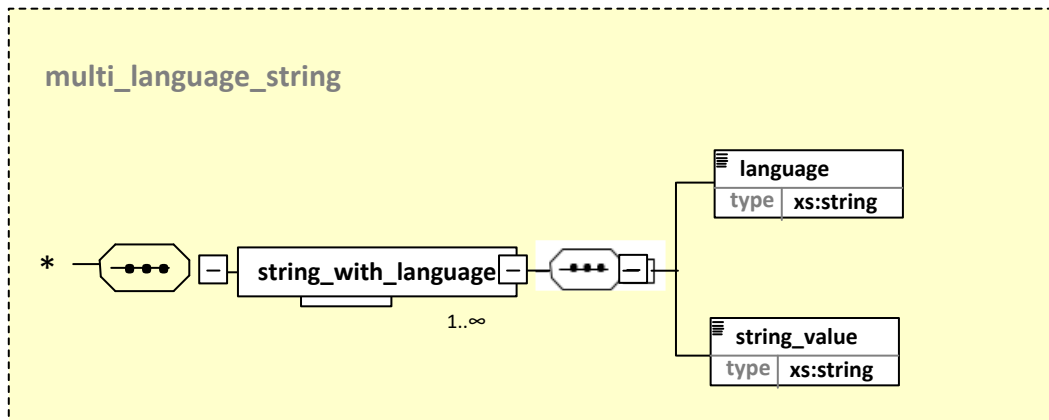 multi_language_string
language
type xs:string
*
string_with_language
1..∞
string_value
type xs:string